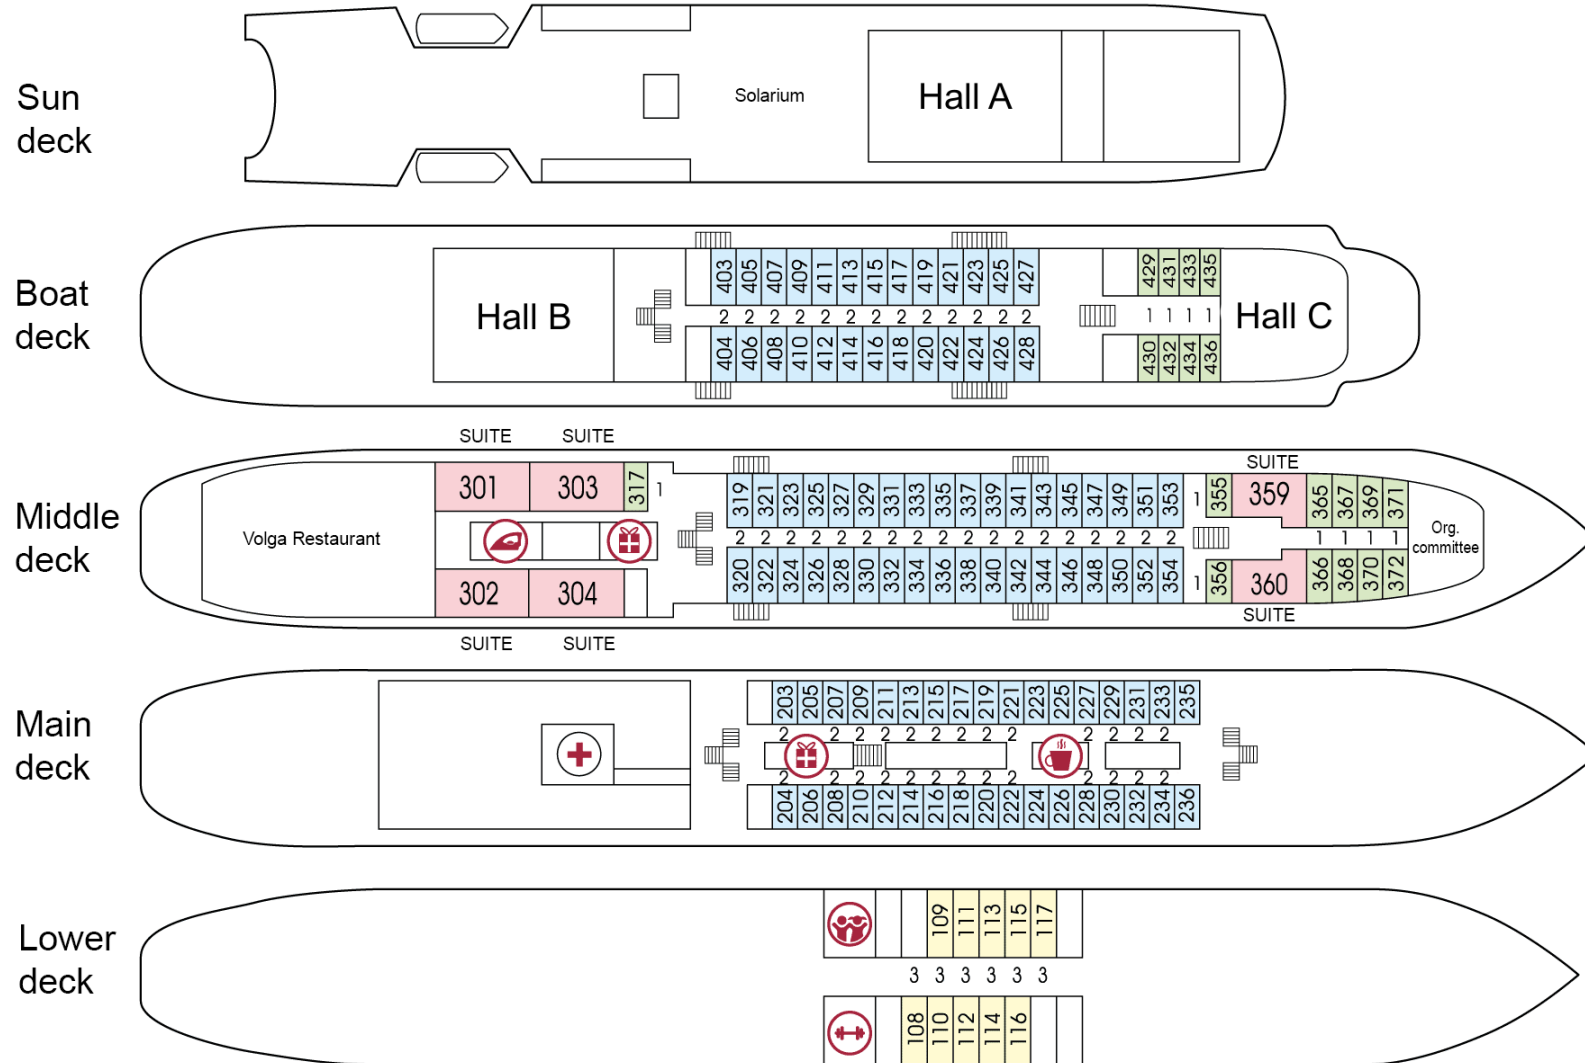 Sun
deck
Solarium
Hall A
Boat
deck
Hall B
403 405 407 409 411 413 415 417 419 421 423 425 427
2 2 2 2 2 2 2 2 2 2 2 2 2
404 406 408 410 412 414 416 418 420 422 424 426 428
429 431 433 435
1 1 1 1
430 432 434 436
Hall C
SUITE SUITE
Middle
deck
Volga Restaurant
301 303 317 1
302 304
SUITE SUITE
319 321 323 325 327 329 331 333 335 337 339 341 343 345 347 349 351 353
2 2 2 2 2 2 2 2 2 2 2 2 2 2 2 2 2 2
320 322 324 326 328 330 332 334 336 338 340 342 344 346 348 350 352 354
SUITE
1 355 359 365 367 369 371
1 1 1 1
1 356 360 366 368 370 372
SUITE
Org.
committee
Main
deck
203 205 207 209 211 213 215 217 219 221 223 225 227 229 231 233 235
2 2 2 2 2 2 2 2 2 2 2 2 2 2
2 2 2 2 2 2 2 2 2 2 2 2 2 2
204 206 208 210 212 214 216 218 220 222 224 226 228 230 232 234 236
Lower
deck
109 111 113 115 117
3 3 3 3 3 3
108 110 112 114 116